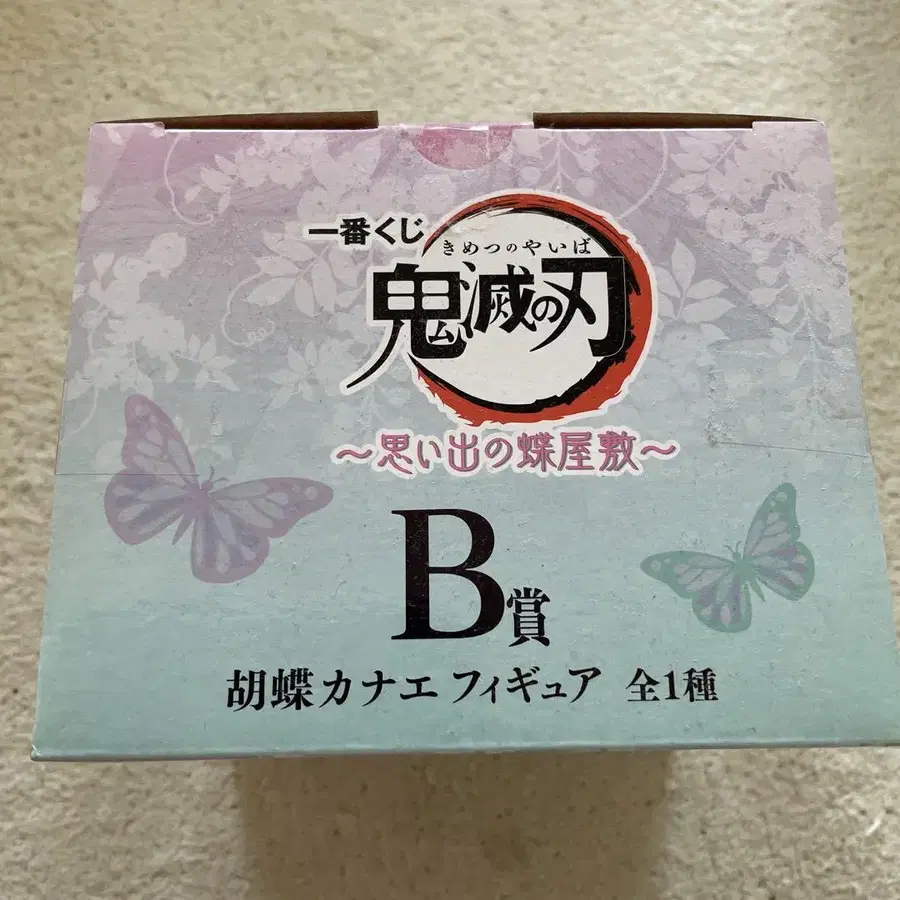 一番くじ
きめつのやいば
鬼滅の刃
～思い出の蝶屋敷～
B賞
胡蝶カナエ フィギュア 全1種